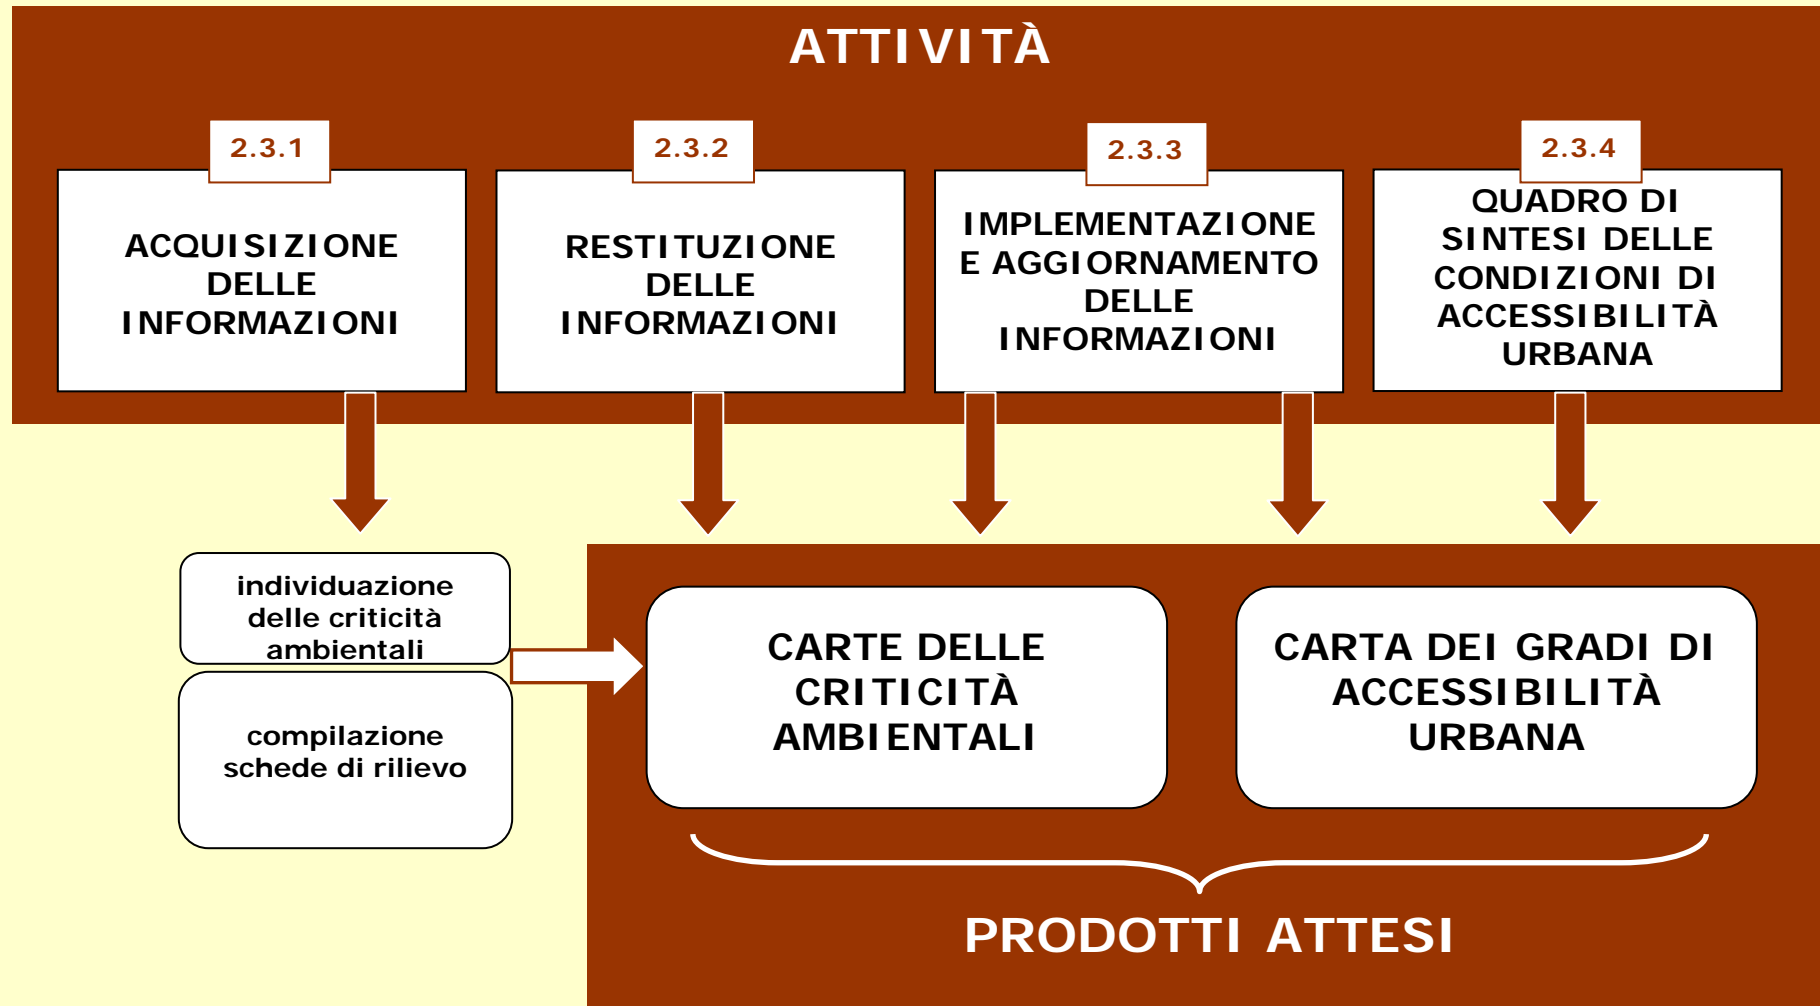 ATTIVITÀ
2.3.1
ACQUISIZIONE
DELLE
INFORMAZIONI
2.3.2
RESTITUZIONE
DELLE
INFORMAZIONI
2.3.3
IMPLEMENTAZIONE
E AGGIORNAMENTO
DELLE
INFORMAZIONI
2.3.4
QUADRO DI
SINTESI DELLE
CONDIZIONI DI
ACCESSIBILITÀ
URBANA
individuazione
delle criticità
ambientali
compilazione
schede di rilievo
CARTE DELLE
CRITICITÀ
AMBIENTALI
CARTA DEI GRADI DI
ACCESSIBILITÀ
URBANA
PRODOTTI ATTESI